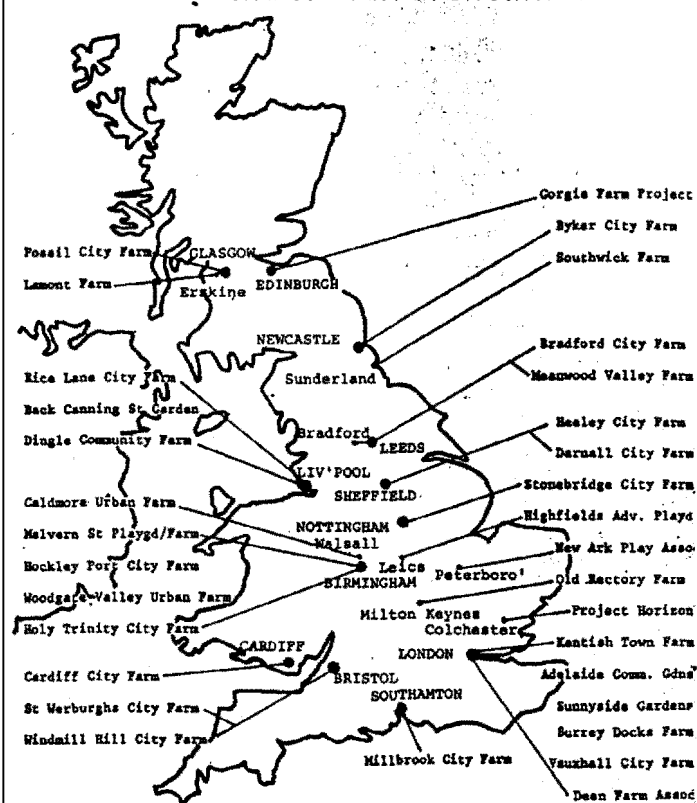 Gorgie Farm Project
Byker City Farm
Southwick Farm
Possil City Farm
GLASGOW
Lamont Farm
Erskine
EDINBURGH
NEWCASTLE
Bradford City Farm
Meanwood Valley Farm
Sunderland
Rice Lane City Farm
Back Canning St Garden
Dingle Community Farm
Bradford
LEEDS
Heeley City Farm
Darnall City Farm
LIV'POOL
SHEFFIELD
Stonebridge City Farm
Caldmore Urban Farm
Malvern St Playgd/Farm
NOTTINGHAM
Highfields Adv. Playg
Walsall
Leics
New Ark Play Asso
Hockley Port City Farm
BIRMINGHAM
Peterboro'
Old Rectory Farm
Woodgate Valley Urban Farm
Milton Keynes
Project Horizon
Holy Trinity City Farm
Colchester
CARDIFF
LONDON
Kentish Town Farm
Cardiff City Farm
BRISTOL
Adelaide Comm. Gdns
St Werburghs City Farm
SOUTHAMTON
Sunnyside Gardens
Surrey Docks Farm
Windmill Hill City Farm
Millbrook City Farm
Vauxhall City Farm
Dean Farm Assoc